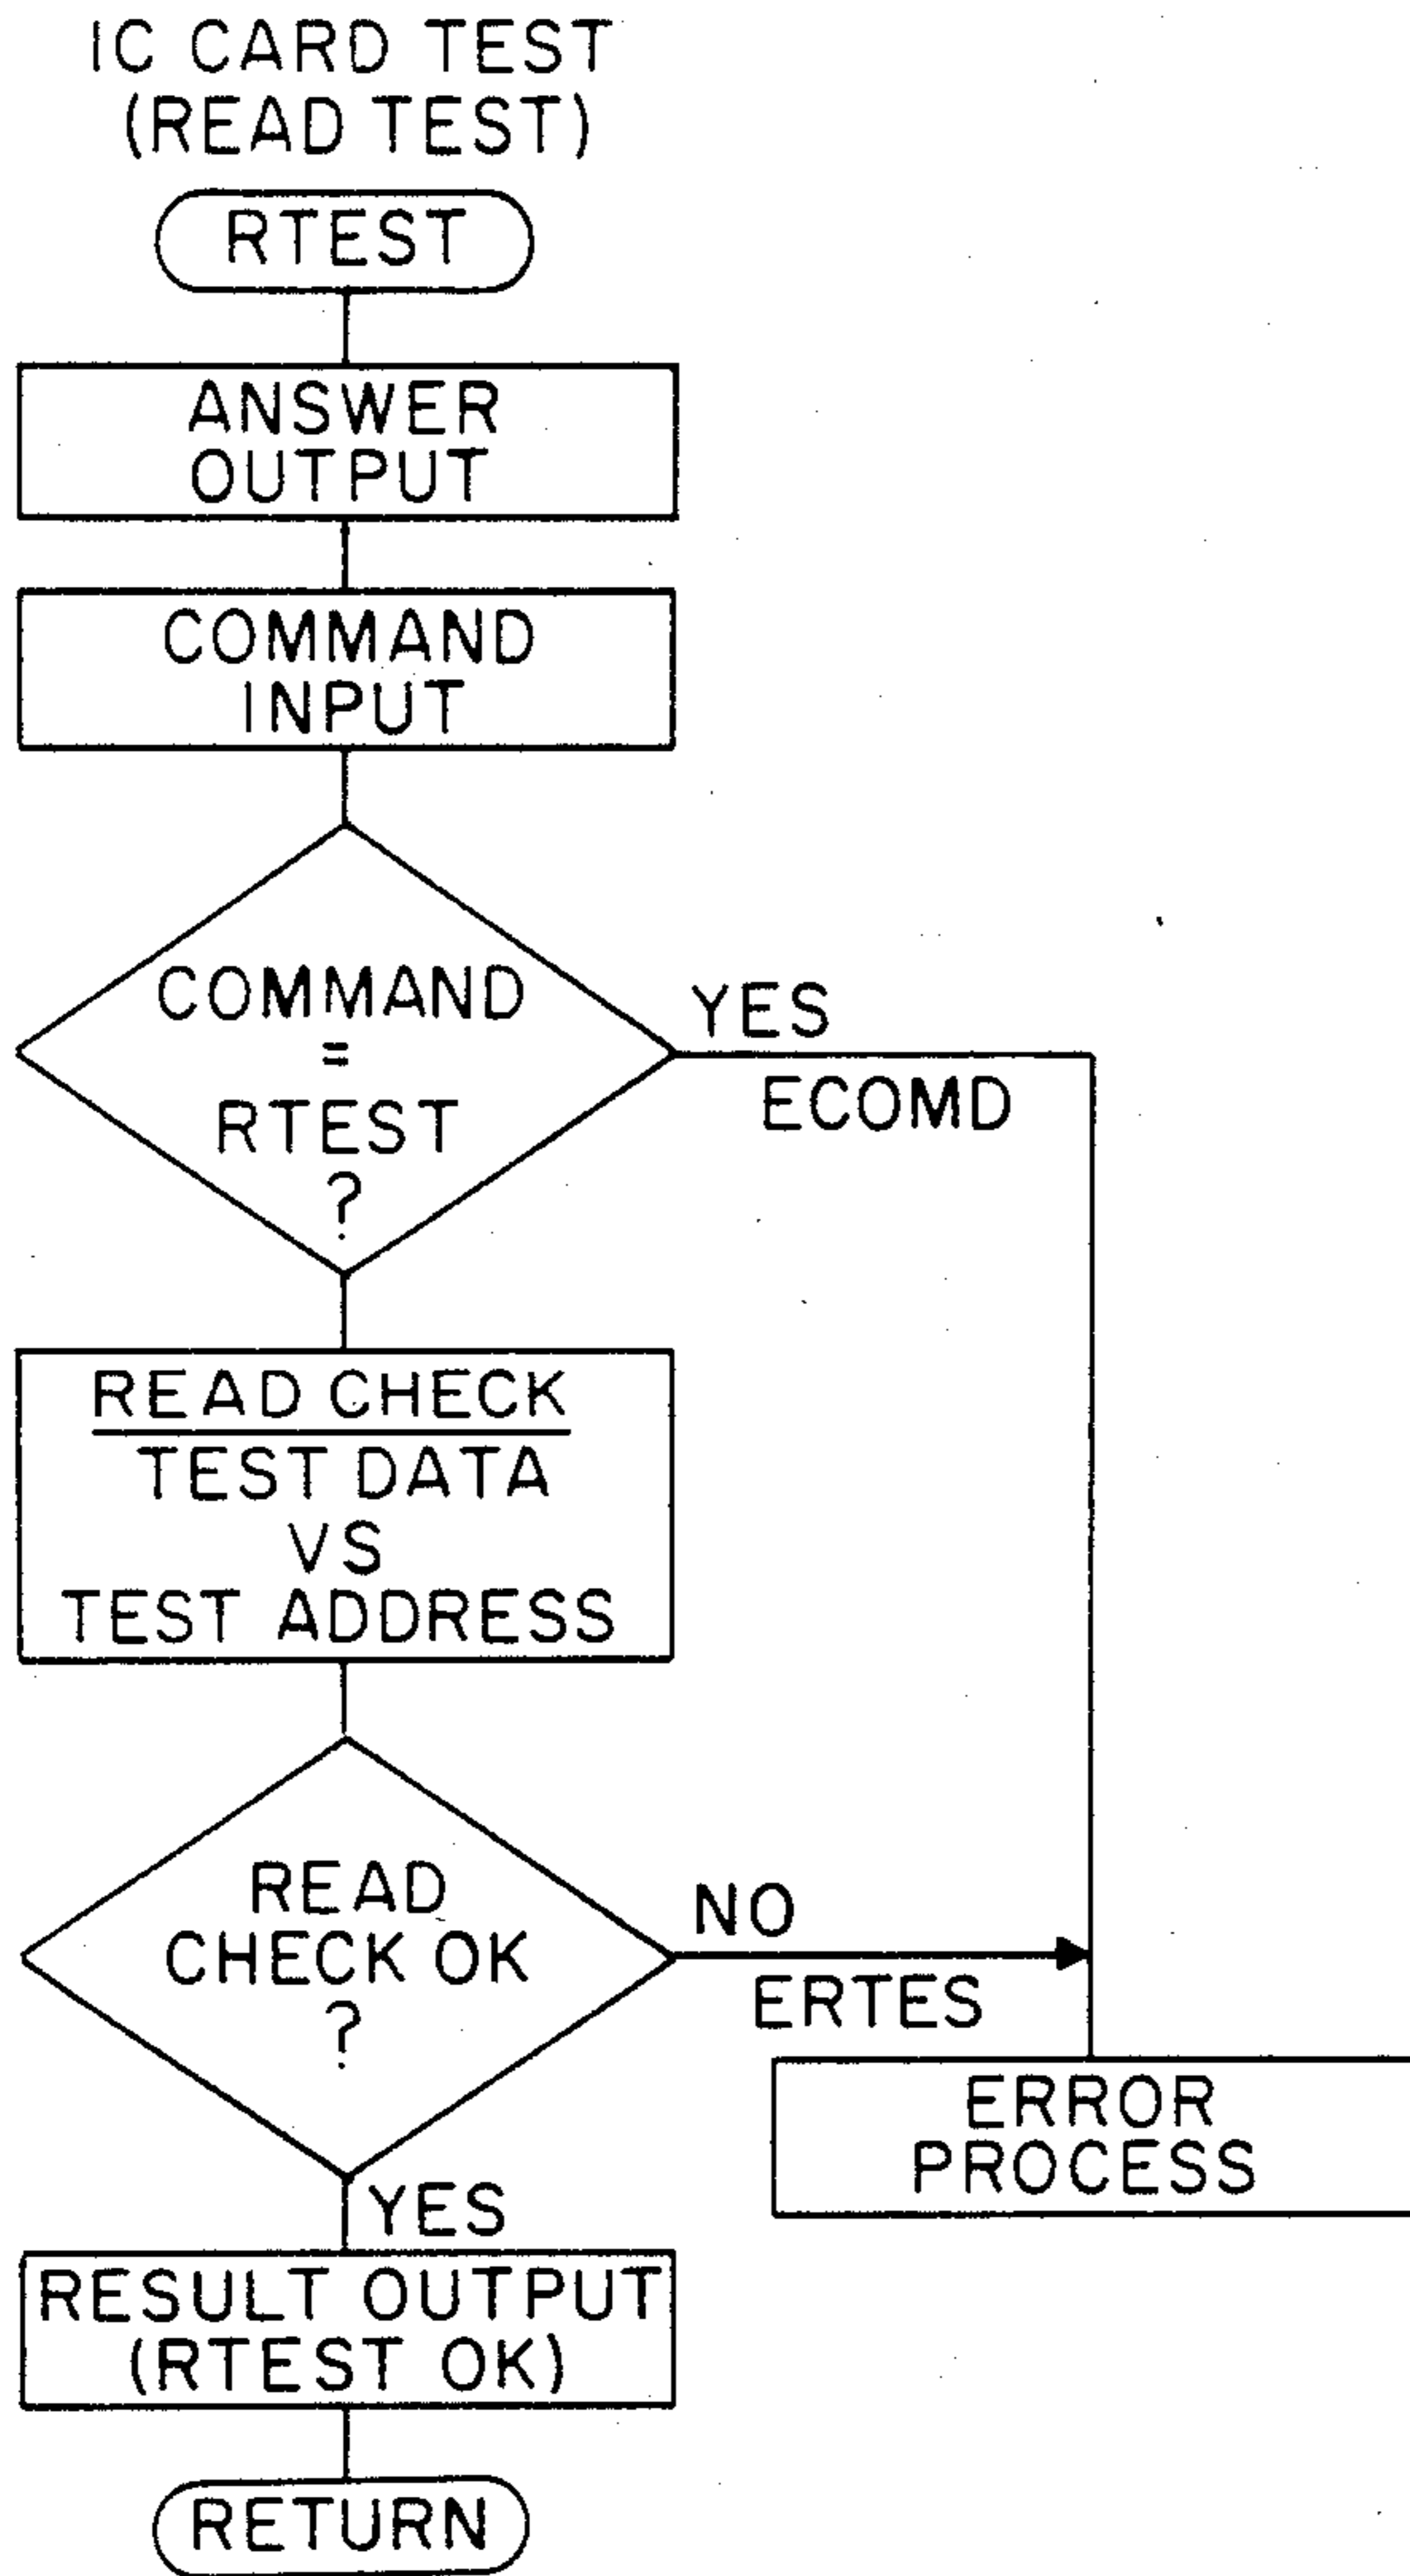 IC CARD TEST
(READ TEST)
RTEST
ANSWER
OUTPUT
COMMAND
INPUT
COMMAND
=
RTEST
?
YES
ECOMD
READ CHECK
TEST DATA
VS
TEST ADDRESS
READ
CHECK OK
?
NO
ERTES
ERROR
PROCESS
YES
RESULT OUTPUT
(RTEST OK)
RETURN